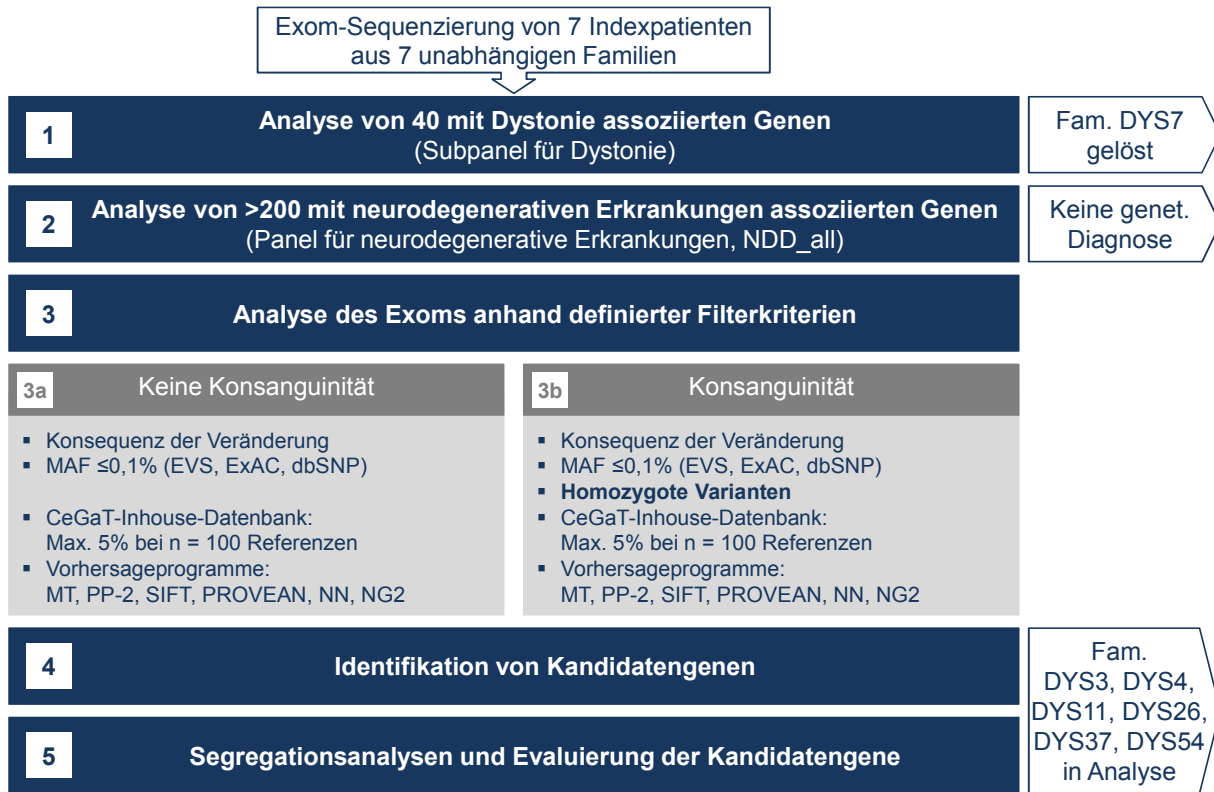 Exom-Sequenzierung von 7 Indexpatienten
aus 7 unabhängigen Familien
1
Analyse von 40 mit Dystonie assoziierten Genen
(Subpanel für Dystonie)
Fam. DYS7
gelöst
2
Analyse von >200 mit neurodegenerativen Erkrankungen assoziierten Genen
(Panel für neurodegenerative Erkrankungen, NDD_all)
Keine genet.
Diagnose
3
Analyse des Exoms anhand definierter Filterkriterien
3a
Keine Konsanguinität
▪ Konsequenz der Veränderung
▪ MAF ≤0,1% (EVS, ExAC, dbSNP)
▪ CeGaT-Inhouse-Datenbank:
Max. 5% bei n = 100 Referenzen
▪ Vorhersageprogramme:
MT, PP-2, SIFT, PROVEAN, NN, NG2
3b
Konsanguinität
▪ Konsequenz der Veränderung
▪ MAF ≤0,1% (EVS, ExAC, dbSNP)
▪ Homozygote Varianten
▪ CeGaT-Inhouse-Datenbank:
Max. 5% bei n = 100 Referenzen
▪ Vorhersageprogramme:
MT, PP-2, SIFT, PROVEAN, NN, NG2
4
Identifikation von Kandidatengenen
5
Segregationsanalysen und Evaluierung der Kandidatengene
Fam.
DYS3, DYS4,
DYS11, DYS26,
DYS37, DYS54
in Analyse